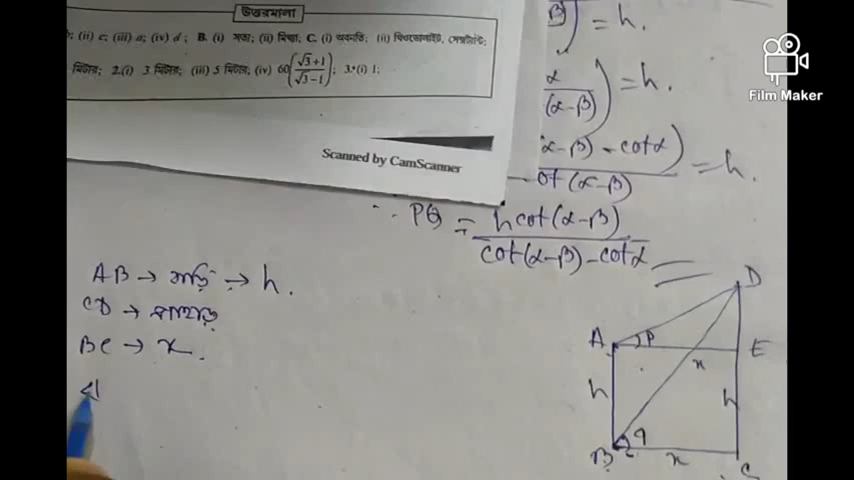 উত্তরমালা
(ii) c; (iii) a; (iv) d; B. (i) সত্য; (ii) মিথ্যা; C. (i) অবনতি; (ii) থিওডোলাইট, সেক্সট্যান্ট;
মিটার; 2.(i) 3 মিটার; (iii) 5 মিটার; (iv) 60(√3+1/√3−1); 3.(i) 1;
Scanned by CamScanner
Film Maker
β) = h.
α/(α-β)) = h.
α-β) - cotα)/ot(α-β) = h.
∴ PQ = hcot(α-β)/cot(α-β)-cotα
AB → বাড়ি → h.
CD → পাহাড়
BC → x.
D
A P E
x
h h
B q x C